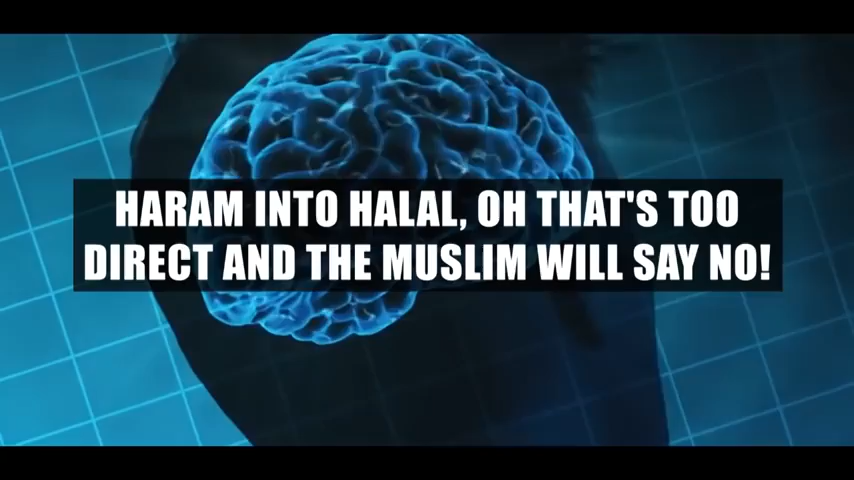 HARAM INTO HALAL, OH THAT'S TOO
DIRECT AND THE MUSLIM WILL SAY NO!